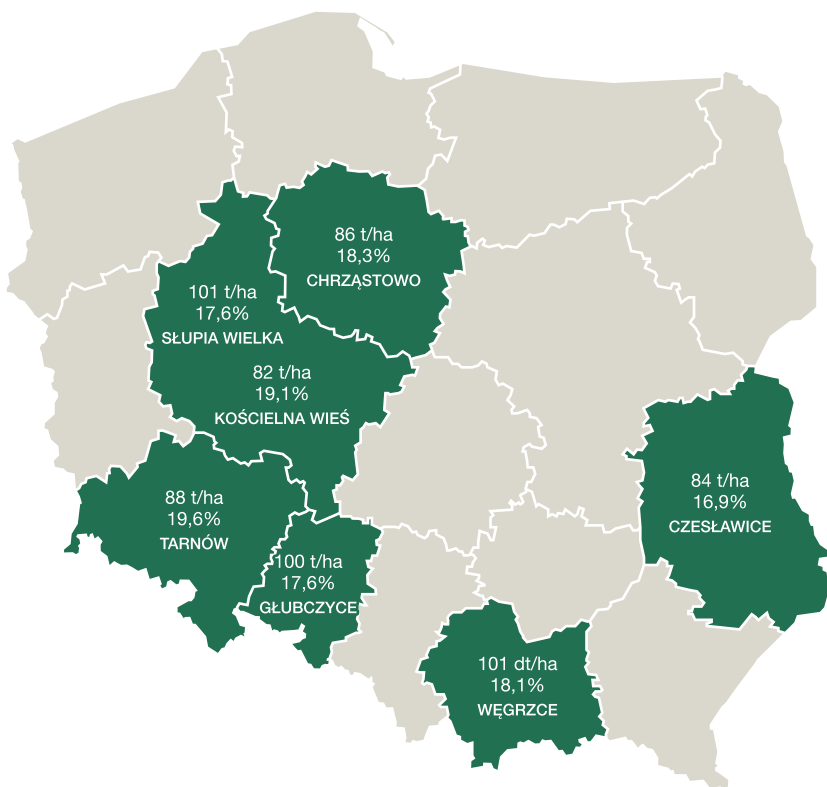 86 t/ha
18,3%
CHRZĄSTOWO
101 t/ha
17,6%
SŁUPIA WIELKA
82 t/ha
19,1%
KOŚCIELNA WIEŚ
88 t/ha
19,6%
TARNÓW
84 t/ha
16,9%
CZESŁAWICE
100 t/ha
17,6%
GŁUBCZYCE
101 dt/ha
18,1%
WĘGRZCE